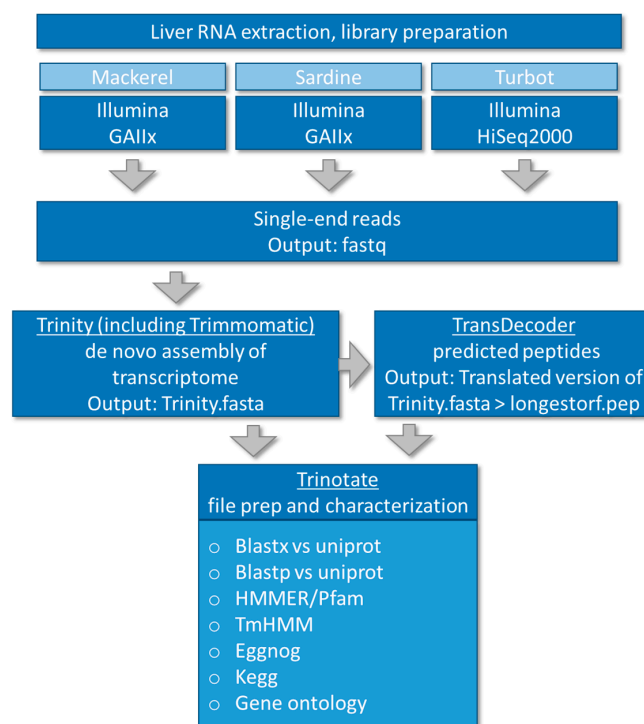 Liver RNA extraction, library preparation
Mackerel
Sardine
Turbot
Illumina
GAIIx
Illumina
GAIIx
Illumina
HiSeq2000
Single-end reads
Output: fastq
Trinity (including Trimmomatic)
de novo assembly of
transcriptome
Output: Trinity.fasta
TransDecoder
predicted peptides
Output: Translated version of
Trinity.fasta > longestorf.pep
Trinotate
file prep and characterization
○ Blastx vs uniprot
○ Blastp vs uniprot
○ HMMER/Pfam
○ TmHMM
○ Eggnog
○ Kegg
○ Gene ontology